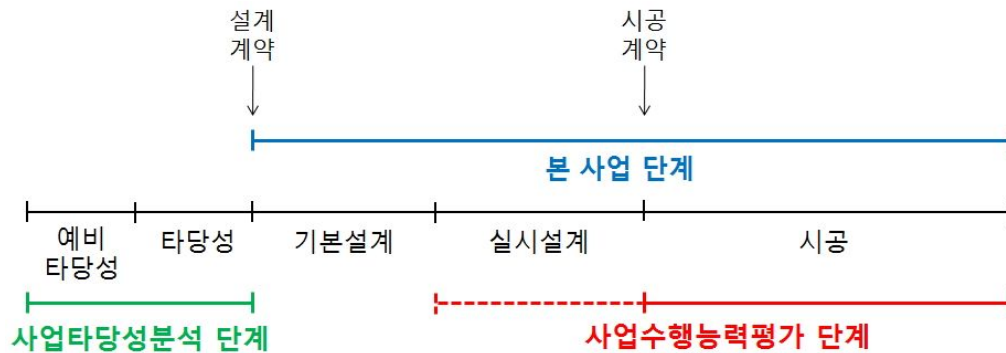 설계
계약
시공
계약
본 사업 단계
예비
타당성
타당성
기본설계
실시설계
시공
사업타당성분석 단계
사업수행능력평가 단계